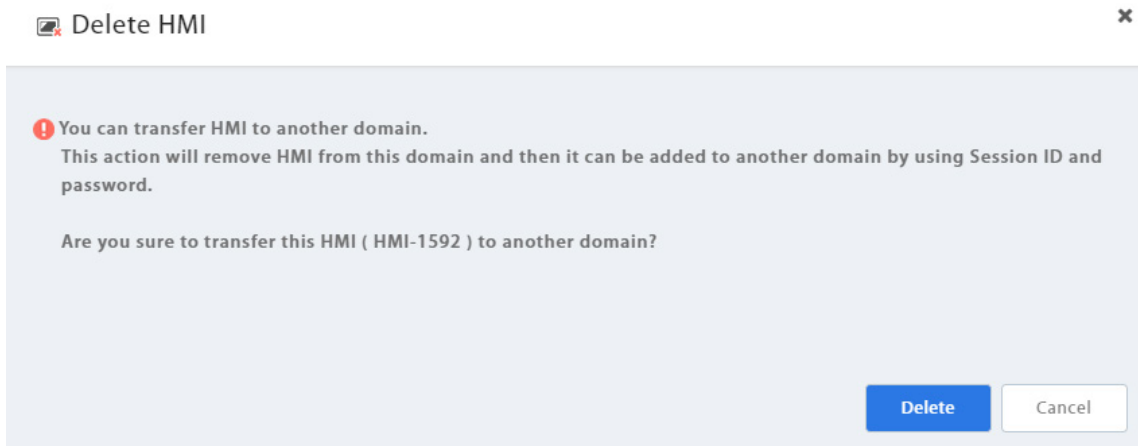 Delete HMI
You can transfer HMI to another domain.
This action will remove HMI from this domain and then it can be added to another domain by using Session ID and
password.
Are you sure to transfer this HMI ( HMI-1592 ) to another domain?
Delete
Cancel